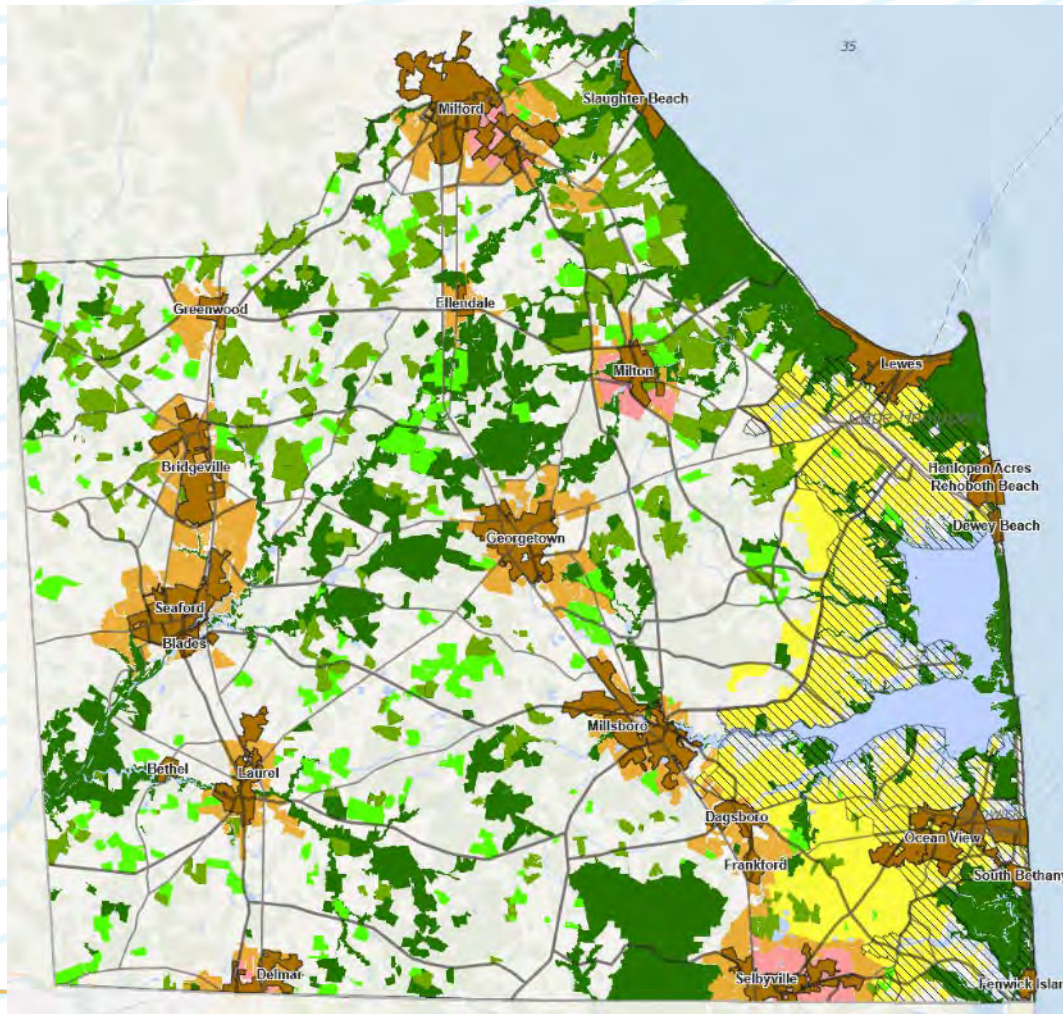 35
Slaughter Beach
Milford
Greenwood
Ellendale
Milton
Lewes
Bridgeville
Henlopen Acres
Rehoboth Beach
Dewey Beach
Georgetown
Seaford
Blades
Millsboro
Bethel
Laurel
Dagsboro
Ocean View
Frankford
South Bethany
Delmar
Selbyville
Fenwick Islan